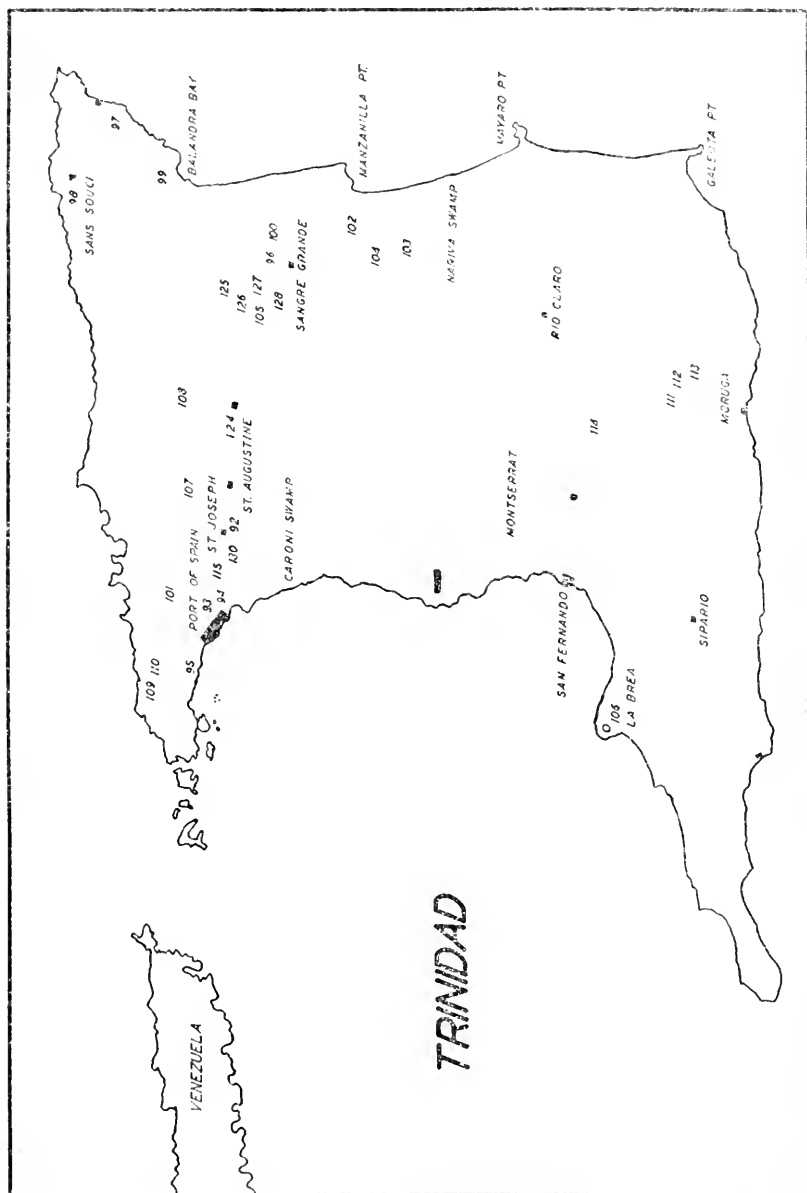 TRINIDAD
VENEZUELA
109
110
95
101
PORT OF SPAIN
93
94
115
ST JOSEPH
107
130
92
ST. AUGUSTINE
124
108
CARONI SWAMP
SANS SOUCI
98
97
99
BALANDRA BAY
125
126
105
127
128
96
100
SANGRE GRANDE
MANZANILLA PT.
102
104
103
NARIVA SWAMP
MAYARO PT
MONTSERRAT
SAN FERNANDO
RIO CLARO
106
LA BREA
SIPARIO
111
112
113
MORUGA
GALEOTA PT